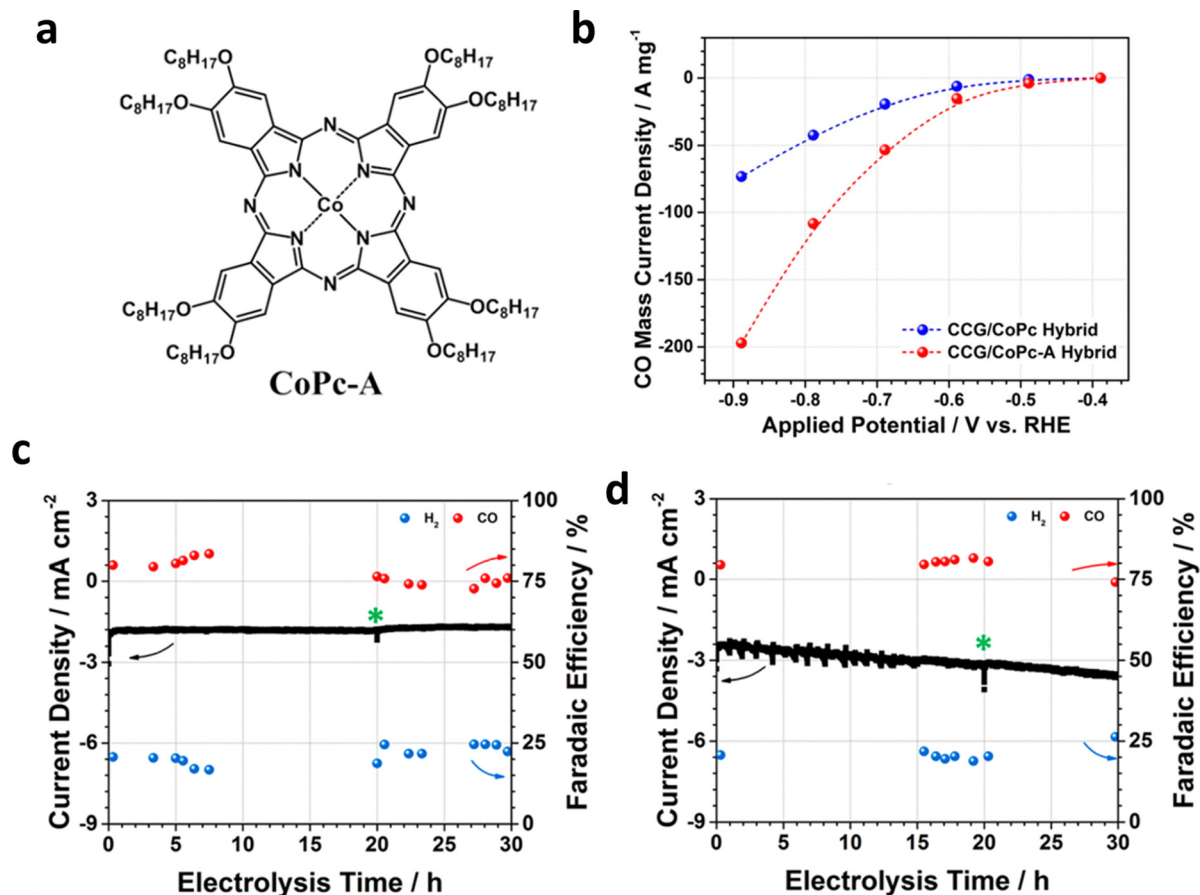 a
C₈H₁₇O
OC₈H₁₇
C₈H₁₇O
OC₈H₁₇
N
N
N
N
Co
N
N
N
N
C₈H₁₇O
OC₈H₁₇
C₈H₁₇O
OC₈H₁₇
CoPc-A
b
CO Mass Current Density / A mg⁻¹
0
-50
-100
-150
-200
CCG/CoPc Hybrid
CCG/CoPc-A Hybrid
-0.9 -0.8 -0.7 -0.6 -0.5 -0.4
Applied Potential / V vs. RHE
c
Current Density / mA cm⁻²
3
0
-3
-6
-9
H₂ CO
*
100
75
50
25
0
Faradaic Efficiency / %
0 5 10 15 20 25 30
Electrolysis Time / h
d
Current Density / mA cm⁻²
3
0
-3
-6
-9
H₂ CO
*
100
75
50
25
0
Faradaic Efficiency / %
0 5 10 15 20 25 30
Electrolysis Time / h